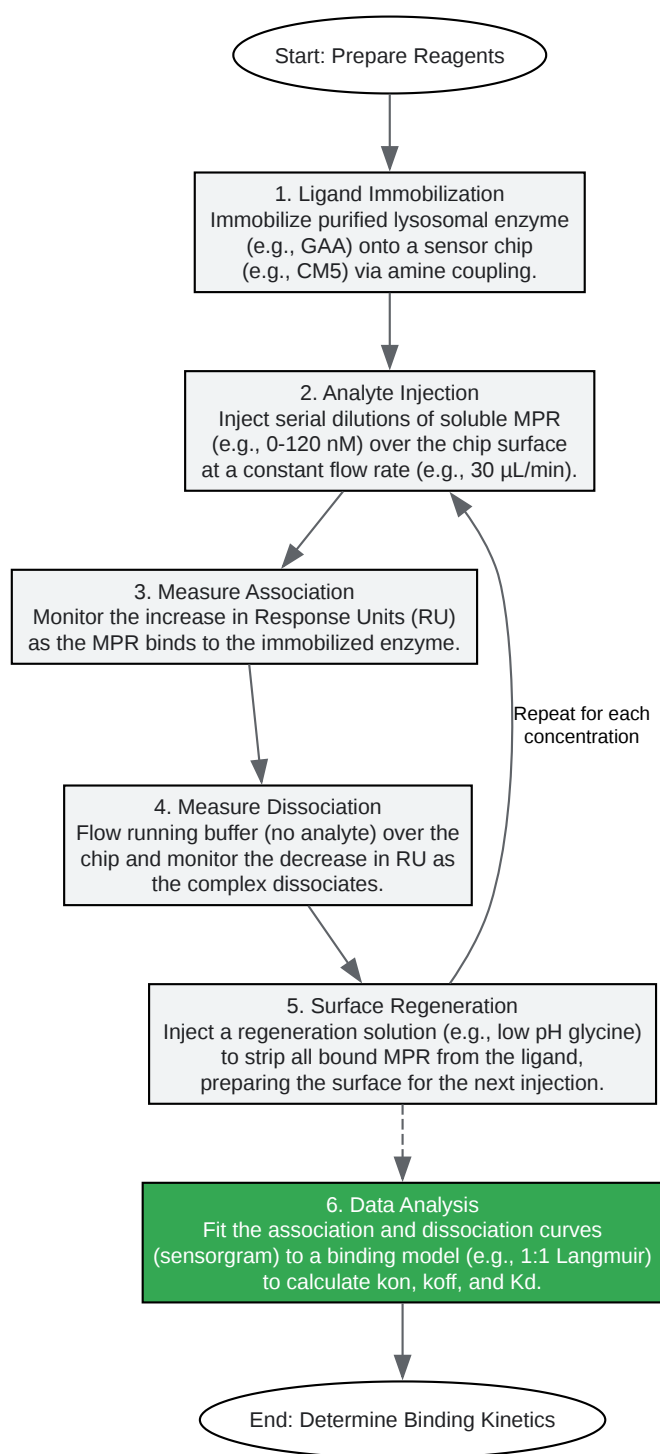 Start: Prepare Reagents
1. Ligand Immobilization
Immobilize purified lysosomal enzyme
(e.g., GAA) onto a sensor chip
(e.g., CM5) via amine coupling.
2. Analyte Injection
Inject serial dilutions of soluble MPR
(e.g., 0-120 nM) over the chip surface
at a constant flow rate (e.g., 30 µL/min).
3. Measure Association
Monitor the increase in Response Units (RU)
as the MPR binds to the immobilized enzyme.
Repeat for each
concentration
4. Measure Dissociation
Flow running buffer (no analyte) over the
chip and monitor the decrease in RU as
the complex dissociates.
5. Surface Regeneration
Inject a regeneration solution (e.g., low pH glycine)
to strip all bound MPR from the ligand,
preparing the surface for the next injection.
6. Data Analysis
Fit the association and dissociation curves
(sensorgram) to a binding model (e.g., 1:1 Langmuir)
to calculate kon, koff, and Kd.
End: Determine Binding Kinetics